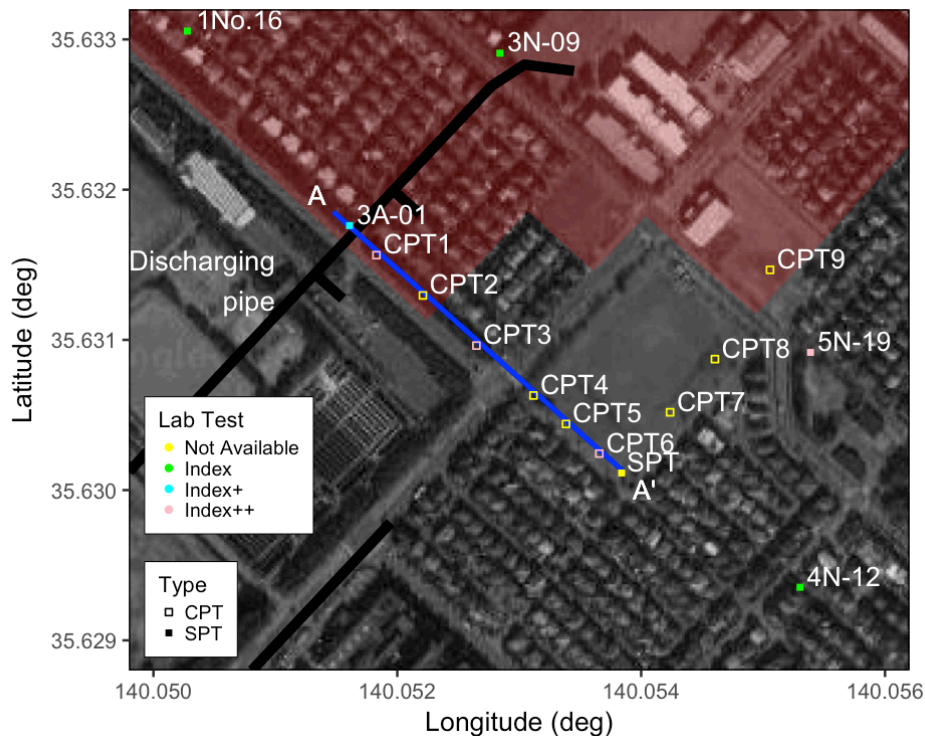 35.633
35.632
35.631
35.630
35.629
Latitude (deg)
1No.16
3N-09
A
3A-01
CPT1
Discharging
pipe
CPT2
CPT9
CPT3
CPT8
5N-19
CPT4
CPT7
CPT5
CPT6
SPT
A'
4N-12
Lab Test
Not Available
Index
Index+
Index++
Type
CPT
SPT
140.050
140.052
140.054
140.056
Longitude (deg)